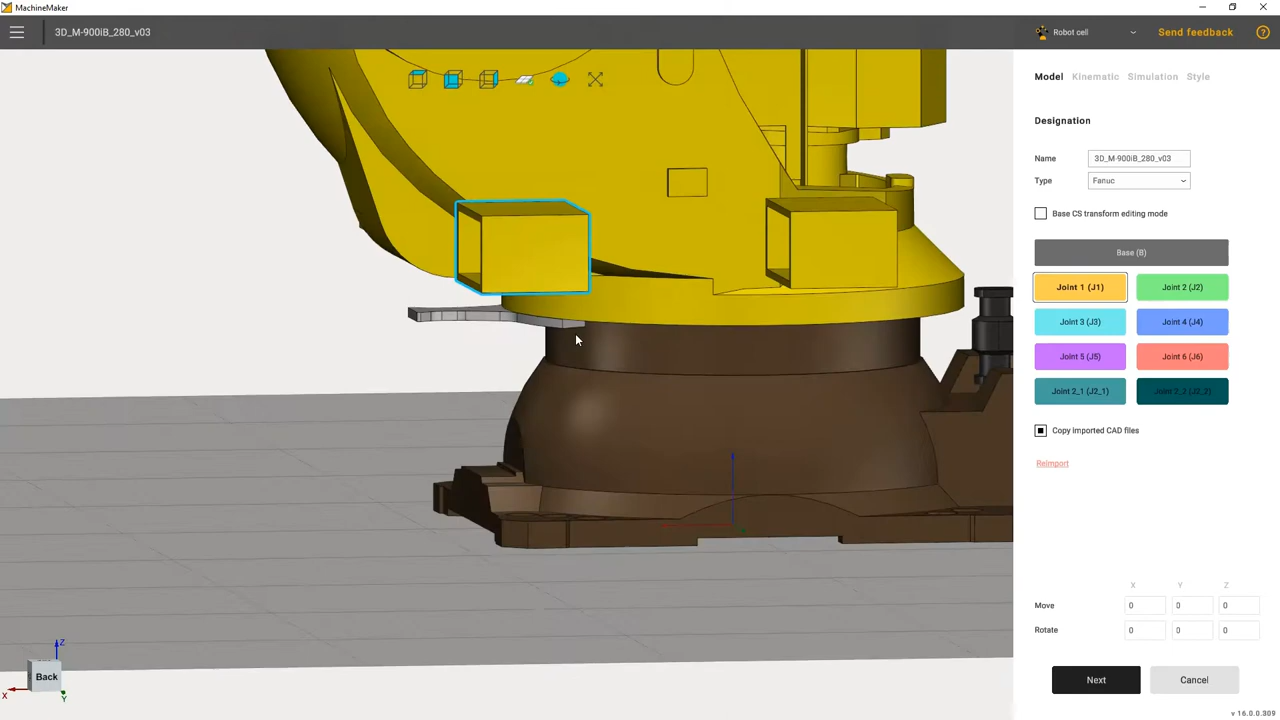 MachineMaker
3D_M-900iB_280_v03
Robot cell
Send feedback
?
Model Kinematic Simulation Style
Designation
Name 3D_M-900iB_280_v03
Type Fanuc
Base CS transform editing mode
Base (B)
Joint 1 (J1) Joint 2 (J2)
Joint 3 (J3) Joint 4 (J4)
Joint 5 (J5) Joint 6 (J6)
Joint 2_1 (J2_1) Joint 2_2 (J2_2)
Copy imported CAD files
Reimport
X Y Z
Move 0 0 0
Rotate 0 0 0
Next Cancel
v 16.0.0.309
Z
Back
X
Y